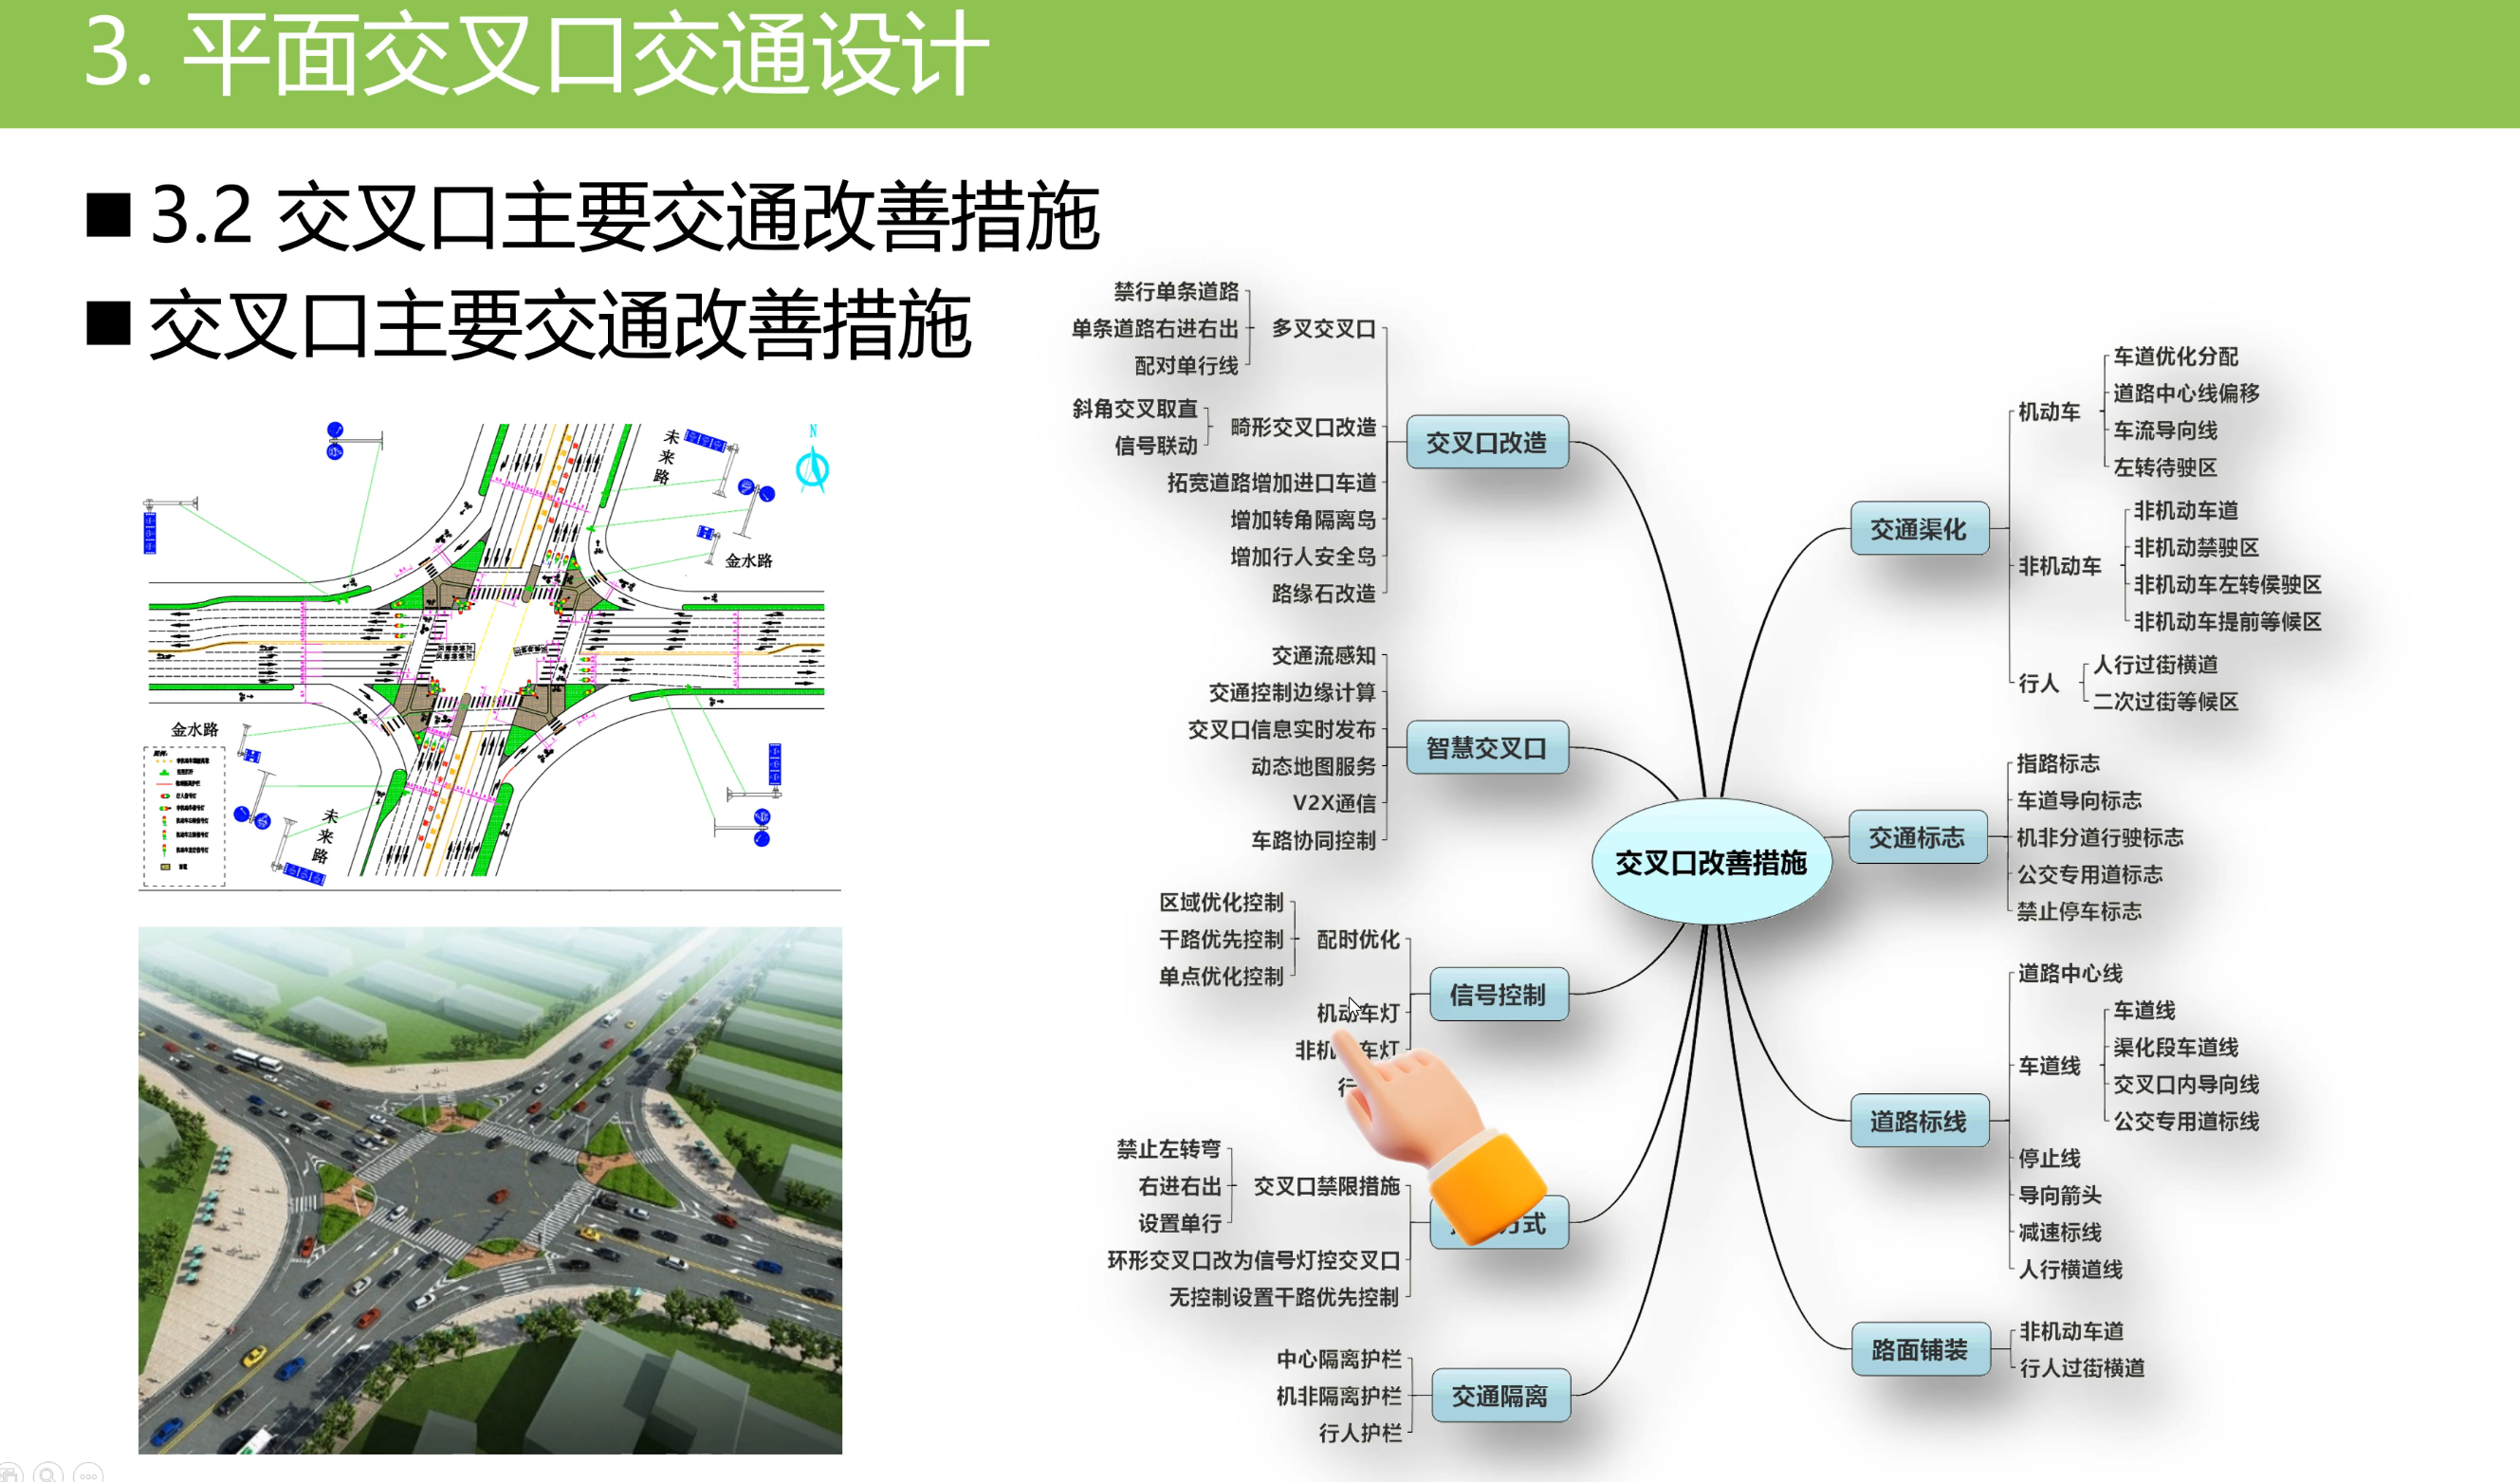 3. 平面交叉口交通设计
3.2 交叉口主要交通改善措施
交叉口主要交通改善措施
未来路
N
金水路
金水路
未来路
交叉口改善措施
交叉口改造
多叉交叉口
禁行单条道路
单条道路右进右出
配对单行线
畸形交叉口改造
斜角交叉取直
信号联动
拓宽道路增加进口车道
增加转角隔离岛
增加行人安全岛
路缘石改造
智慧交叉口
交通流感知
交通控制边缘计算
交叉口信息实时发布
动态地图服务
V2X通信
车路协同控制
信号控制
配时优化
区域优化控制
干路优先控制
单点优化控制
机动车灯
非机
车灯
行
式
交叉口禁限措施
禁止左转弯
右进右出
设置单行
环形交叉口改为信号灯控交叉口
无控制设置干路优先控制
交通隔离
中心隔离护栏
机非隔离护栏
行人护栏
交通渠化
机动车
车道优化分配
道路中心线偏移
车流导向线
左转待驶区
非机动车
非机动车道
非机动禁驶区
非机动车左转侯驶区
非机动车提前等候区
行人
人行过街横道
二次过街等候区
交通标志
指路标志
车道导向标志
机非分道行驶标志
公交专用道标志
禁止停车标志
道路标线
道路中心线
车道线
车道线
渠化段车道线
交叉口内导向线
公交专用道标线
停止线
导向箭头
减速标线
人行横道线
路面铺装
非机动车道
行人过街横道